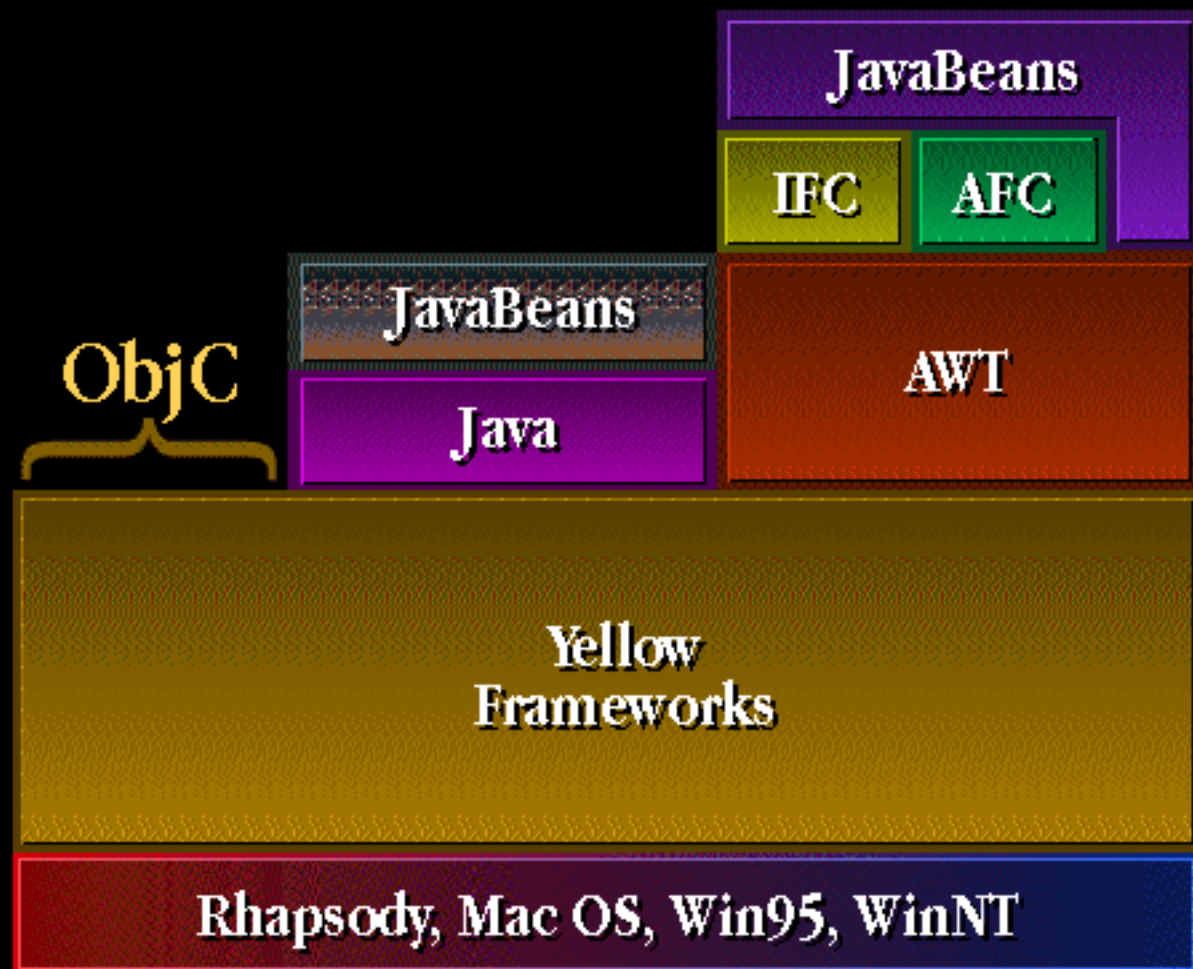 JavaBeans
IFC
AFC
JavaBeans
ObjC
AWT
Java
Yellow
Frameworks
Rhapsody, Mac OS, Win95, WinNT